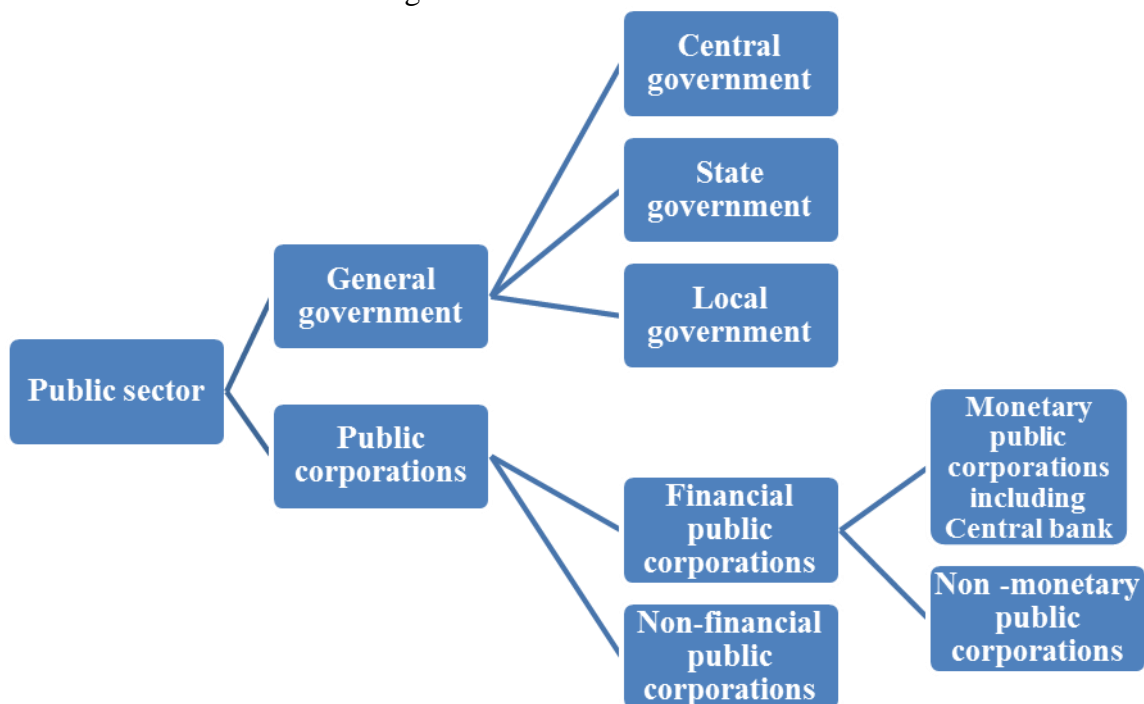 Central
government
State
government
General
government
Local
government
Public sector
Public
corporations
Financial
public
corporations
Non-financial
public
corporations
Monetary
public
corporations
including
Central bank
Non -monetary
public
corporations